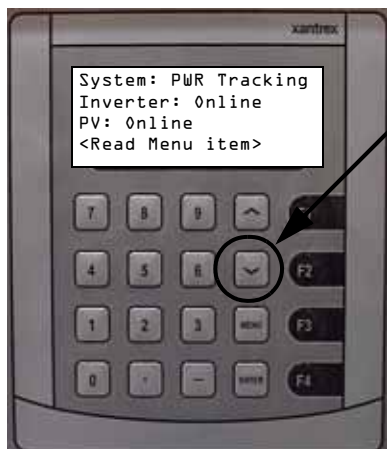 xantrex
System: PWR Tracking
Inverter: Online
PV: Online
<Read Menu item>
7 8 9
4 5 6 F2
1 2 3 MENU F3
0 . - ENTER F4